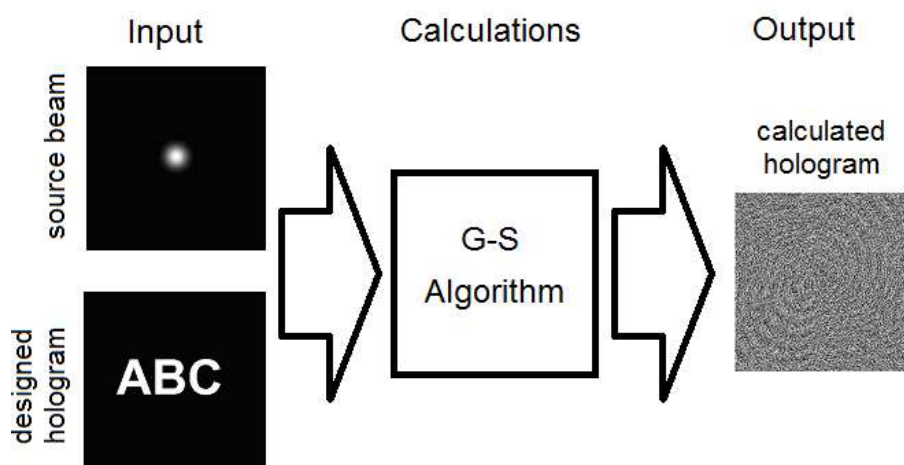 Input
Calculations
Output
source beam
designed
hologram
ABC
G-S
Algorithm
calculated
hologram